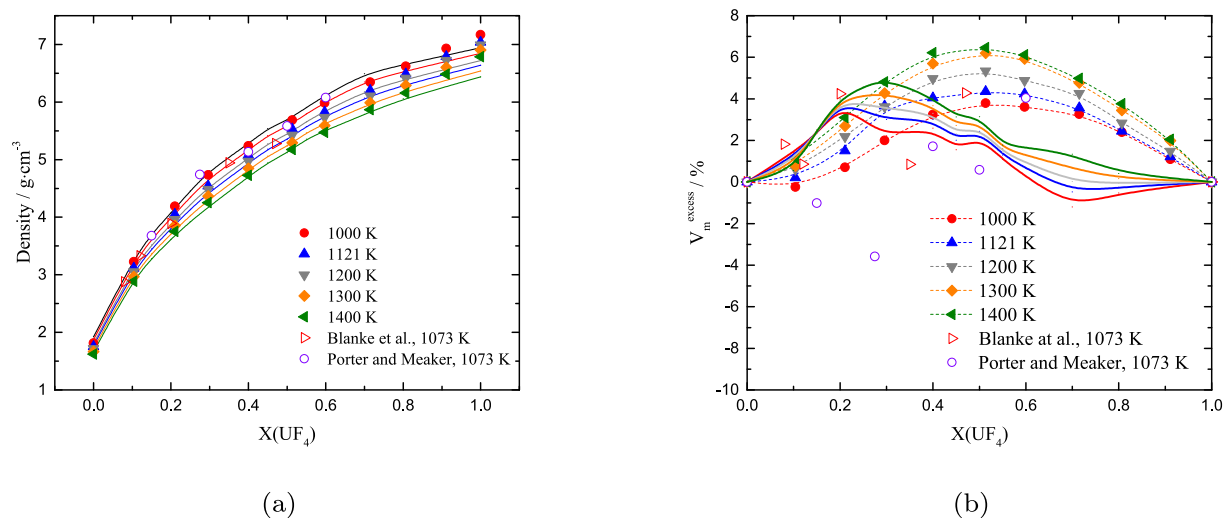 7
6
5
4
3
2
1
Density / g·cm⁻³
0.0 0.2 0.4 0.6 0.8 1.0
X(UF₄)
1000 K
1121 K
1200 K
1300 K
1400 K
Blanke et al., 1073 K
Porter and Meaker, 1073 K
(a)
8
6
4
2
0
-2
-4
-6
-8
-10
Vₘᵉˣᶜᵉˢˢ / %
0.0 0.2 0.4 0.6 0.8 1.0
X(UF₄)
1000 K
1121 K
1200 K
1300 K
1400 K
Blanke at al., 1073 K
Porter and Meaker, 1073 K
(b)